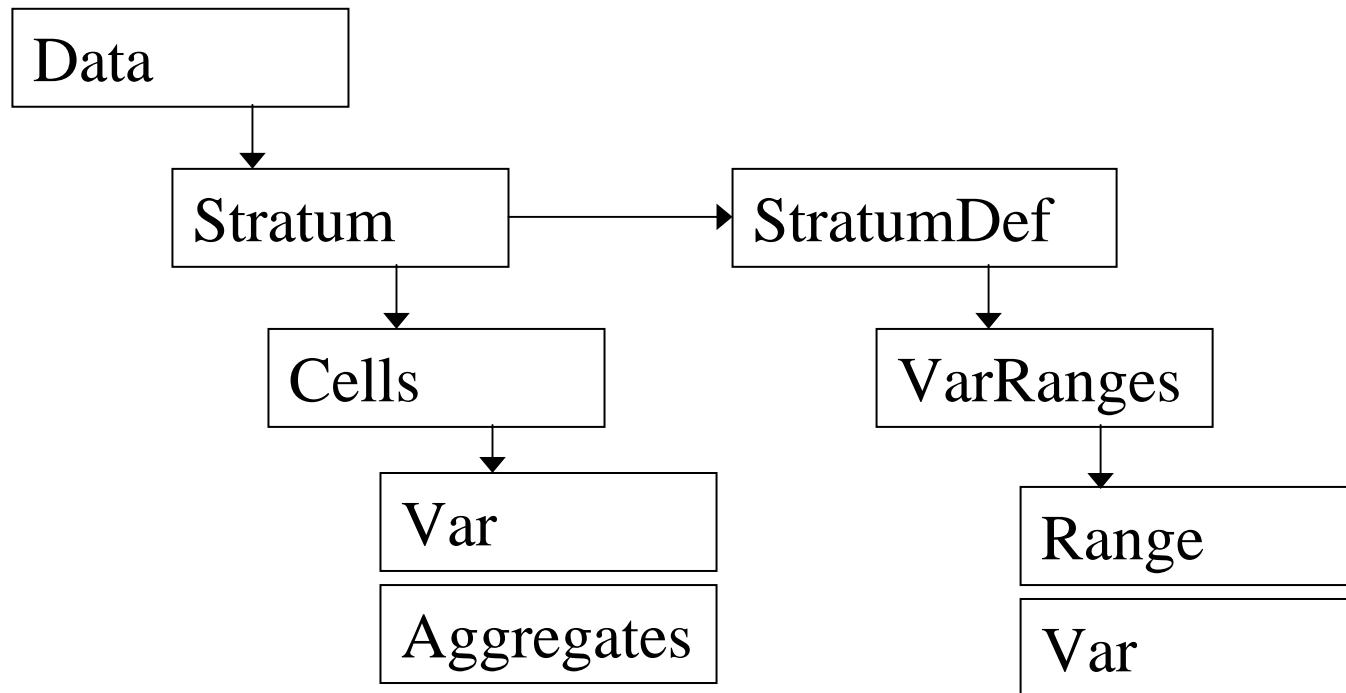 Data
Stratum
StratumDef
Cells
VarRanges
Var
Range
Aggregates
Var